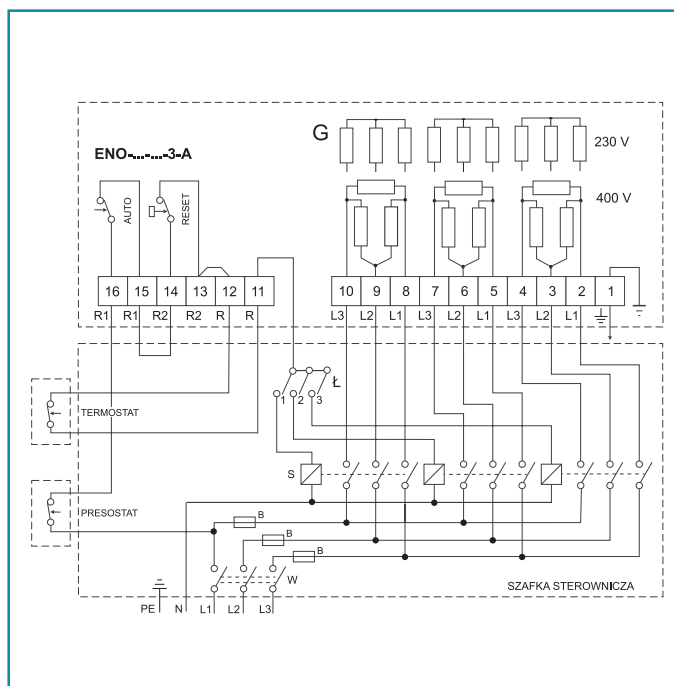 G
230 V
ENO-...-...-3-A
400 V
AUTO
RESET
16 15 14 13 12 11 10 9 8 7 6 5 4 3 2 1
R1 R1 R2 R2 R R L3 L2 L1 L3 L2 L1 L3 L2 L1
Ł
1 2 3
TERMOSTAT
S
PRESOSTAT
B
B
B
W
SZAFKA STEROWNICZA
PE N L1 L2 L3